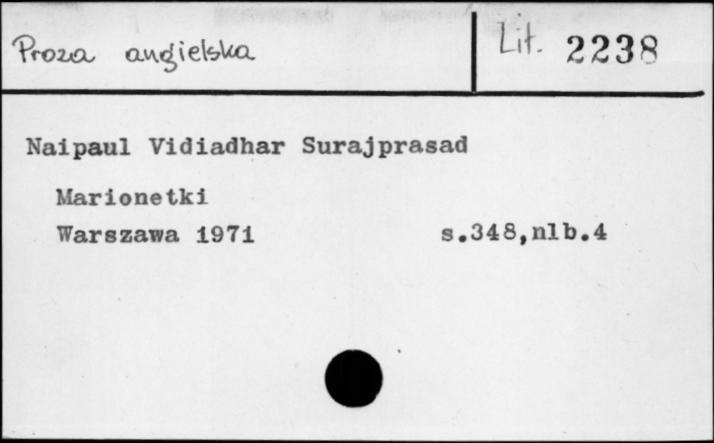 Proza angielska
Lit. 2238
Naipaul Vidiadhar Surajprasad
Marionetki
Warszawa 1971 s.348,nlb.4